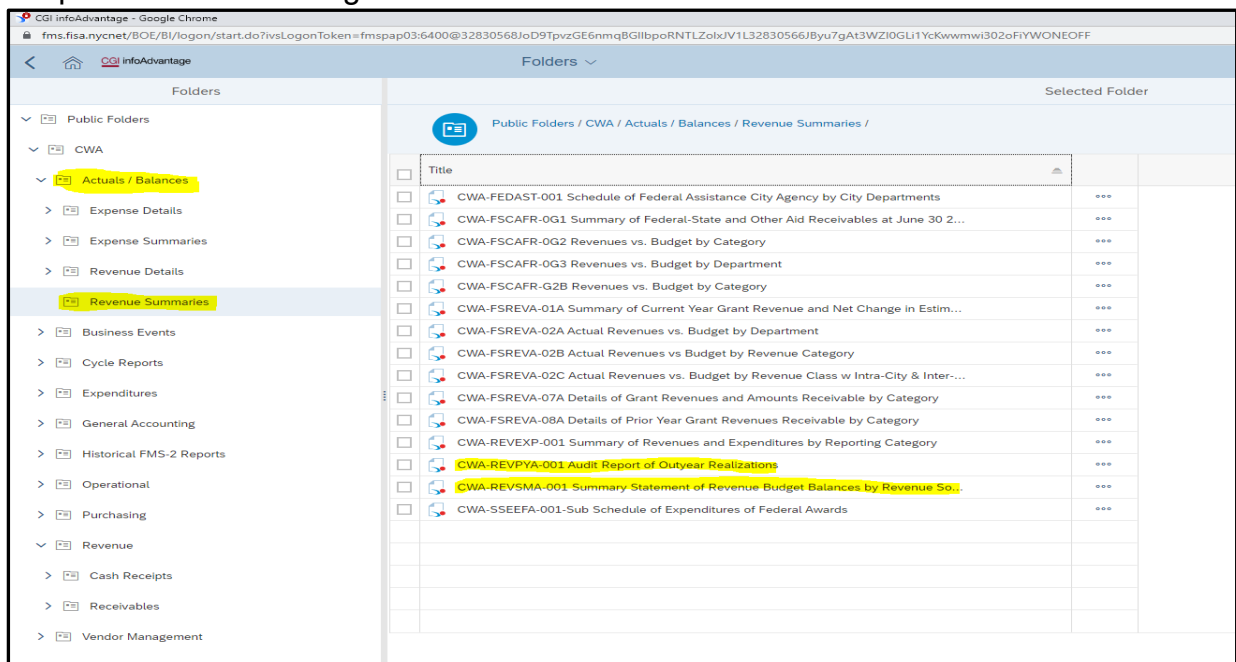 CGI infoAdvantage - Google Chrome
fms.fisa.nycnet/BOE/BI/logon/start.do?ivsLogonToken=fmspap03:6400@32830568JoD9TpvzGE6nmqBGIIbpoRNTLZolxJV1L32830566JByu7gAt3WZI0GLi1YcKwwmwi302oFiYWONEOFF
CGI infoAdvantage
Folders
Folders
Selected Folder
Public Folders
CWA
Actuals / Balances
Expense Details
Expense Summaries
Revenue Details
Revenue Summaries
Business Events
Cycle Reports
Expenditures
General Accounting
Historical FMS-2 Reports
Operational
Purchasing
Revenue
Cash Receipts
Receivables
Vendor Management
Public Folders / CWA / Actuals / Balances / Revenue Summaries /
Title
CWA-FEDAST-001 Schedule of Federal Assistance City Agency by City Departments
CWA-FSCAFR-0G1 Summary of Federal-State and Other Aid Receivables at June 30 2...
CWA-FSCAFR-0G2 Revenues vs. Budget by Category
CWA-FSCAFR-0G3 Revenues vs. Budget by Department
CWA-FSCAFR-G2B Revenues vs. Budget by Category
CWA-FSREVA-01A Summary of Current Year Grant Revenue and Net Change in Estim...
CWA-FSREVA-02A Actual Revenues vs. Budget by Department
CWA-FSREVA-02B Actual Revenues vs Budget by Revenue Category
CWA-FSREVA-02C Actual Revenues vs. Budget by Revenue Class w Intra-City & Inter-...
CWA-FSREVA-07A Details of Grant Revenues and Amounts Receivable by Category
CWA-FSREVA-08A Details of Prior Year Grant Revenues Receivable by Category
CWA-REVEXP-001 Summary of Revenues and Expenditures by Reporting Category
CWA-REVPYA-001 Audit Report of Outyear Realizations
CWA-REVSMA-001 Summary Statement of Revenue Budget Balances by Revenue So...
CWA-SSEEFA-001-Sub Schedule of Expenditures of Federal Awards